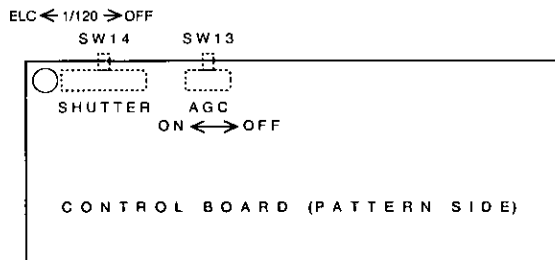 ELC ↔ 1/120 → OFF
SW14 SW13
SHUTTER AGC
ON ↔ OFF
CONTROL BOARD (PATTERN SIDE)